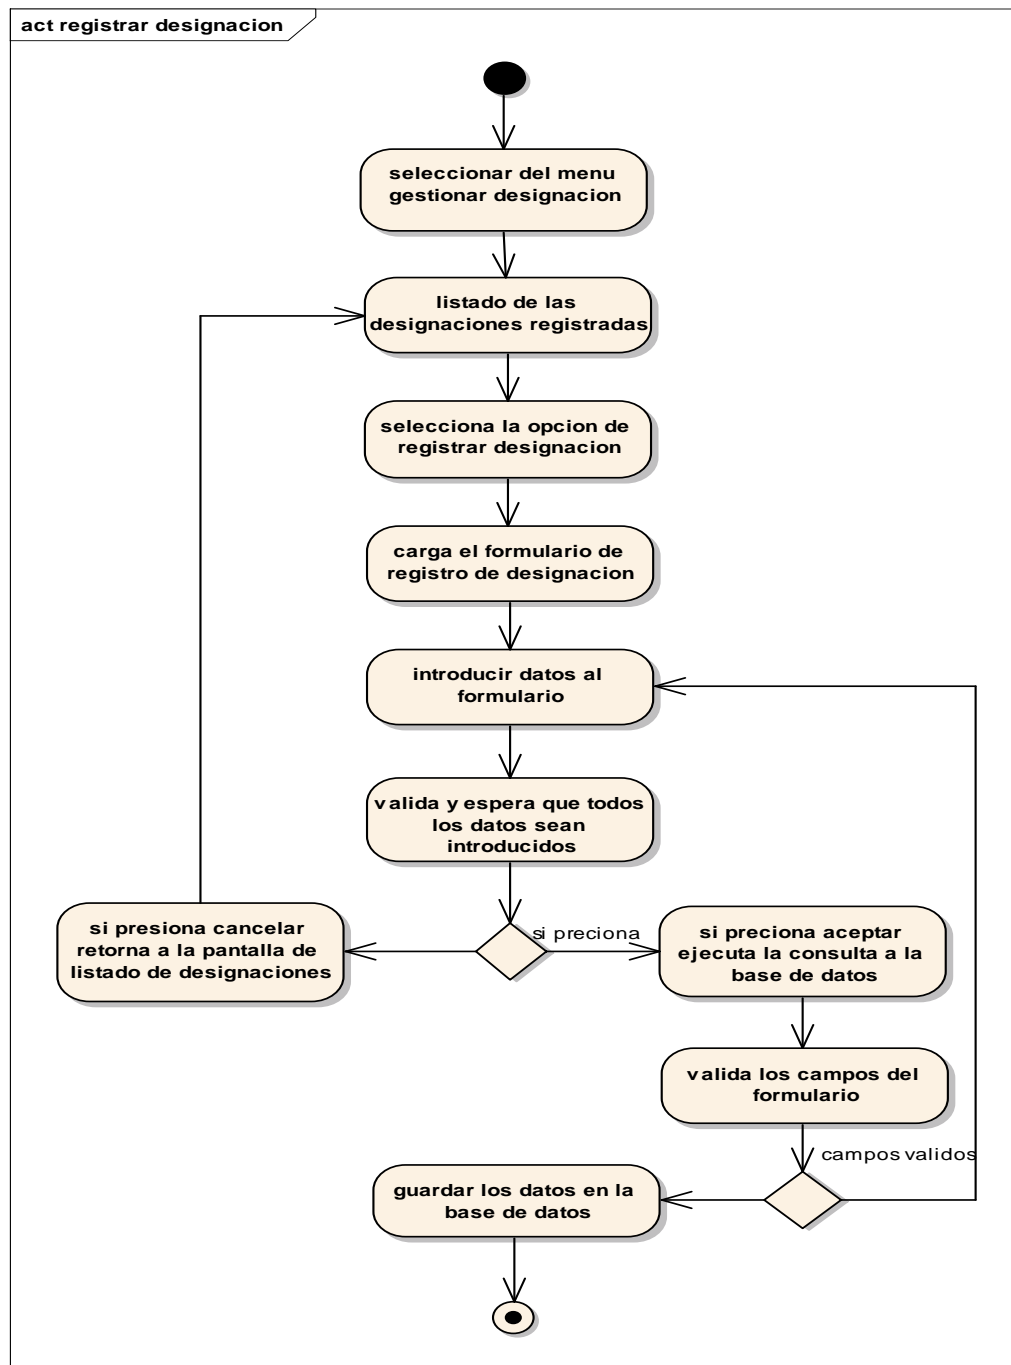 act registrar designacion
seleccionar del menu
gestionar designacion
listado de las
designaciones registradas
selecciona la opcion de
registrar designacion
carga el formulario de
registro de designacion
introducir datos al
formulario
valida y espera que todos
los datos sean
introducidos
si presiona cancelar
retorna a la pantalla de
listado de designaciones
si preciona
si preciona aceptar
ejecuta la consulta a la
base de datos
valida los campos del
formulario
campos validos
guardar los datos en la
base de datos